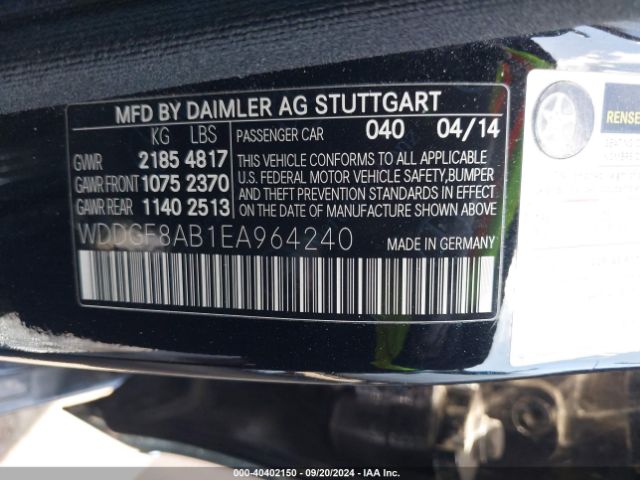 MFD BY DAIMLER AG STUTTGART
KG LBS PASSENGER CAR 040 04/14
GVWR 2185 4817 THIS VEHICLE CONFORMS TO ALL APPLICABLE
GAWR FRONT 1075 2370 U.S. FEDERAL MOTOR VEHICLE SAFETY, BUMPER
GAWR REAR 1140 2513 AND THEFT PREVENTION STANDARDS IN EFFECT
ON THE DATE OF MANUFACTURE SHOWN ABOVE
WDDGF8AB1EA964240 MADE IN GERMANY
000-40402150 - 09/20/2024 - IAA Inc.